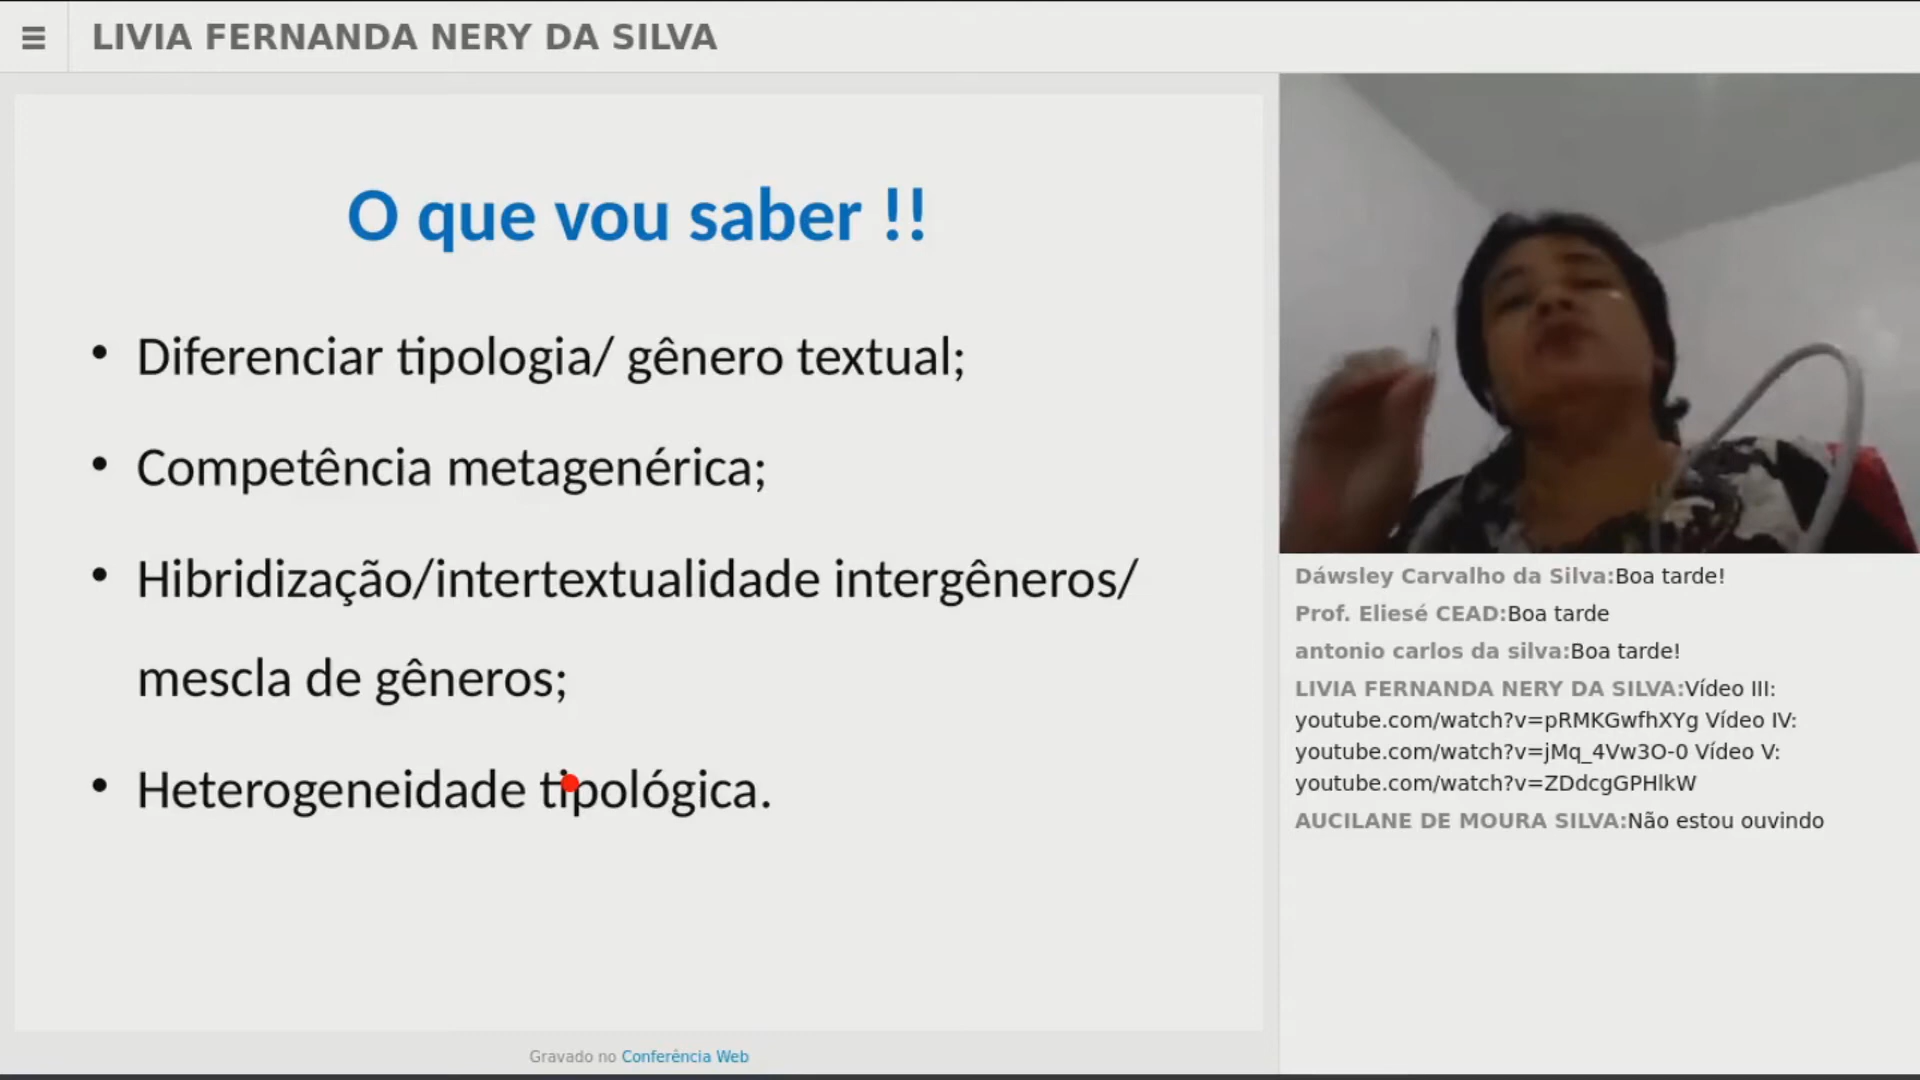 LIVIA FERNANDA NERY DA SILVA
O que vou saber !!
• Diferenciar tipologia/ gênero textual;
• Competência metagenérica;
• Hibridização/intertextualidade intergêneros/
mescla de gêneros;
• Heterogeneidade tipológica.
Dáwsley Carvalho da Silva:Boa tarde!
Prof. Eliesé CEAD:Boa tarde
antonio carlos da silva:Boa tarde!
LIVIA FERNANDA NERY DA SILVA:Vídeo III:
youtube.com/watch?v=pRMKGwfhXYg Vídeo IV:
youtube.com/watch?v=jMq_4Vw3O-0 Vídeo V:
youtube.com/watch?v=ZDdcgGPHlkW
AUCILANE DE MOURA SILVA:Não estou ouvindo
Gravado no Conferência Web